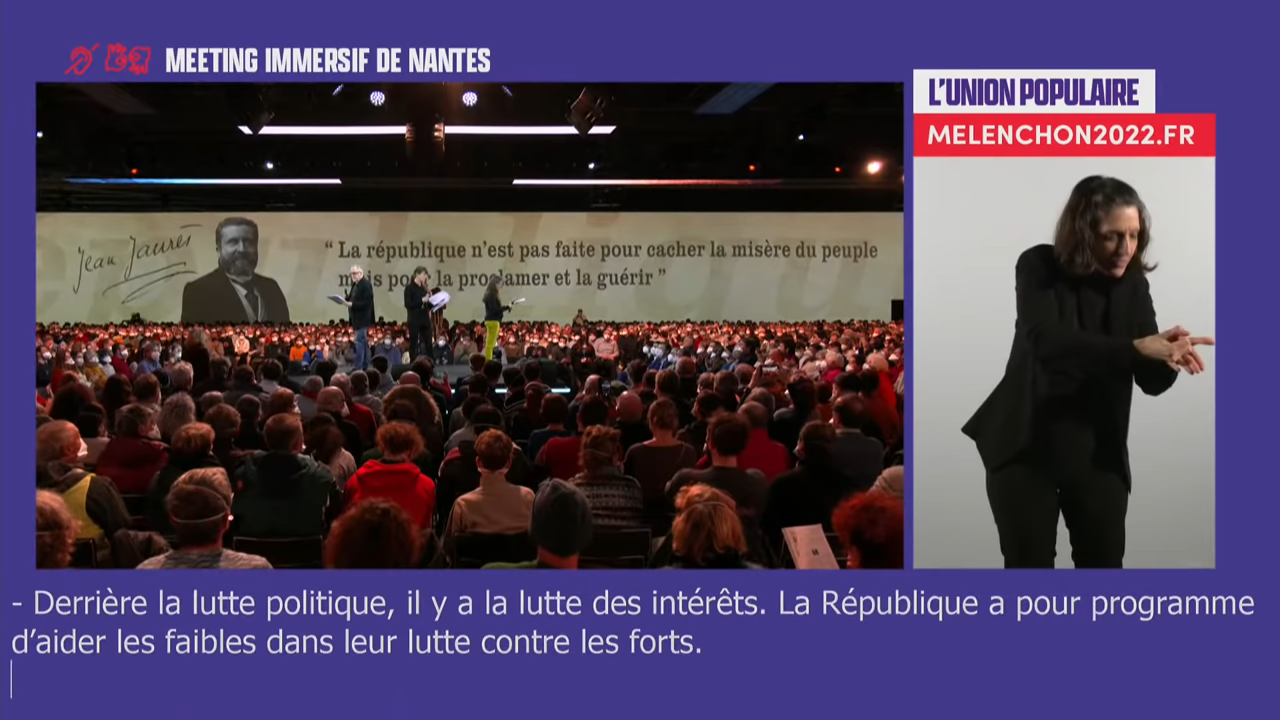 MEETING IMMERSIF DE NANTES
L'UNION POPULAIRE
MELENCHON2022.FR
Jean Jaurès
“ La république n’est pas faite pour cacher la misère du peuple
mais pour la proclamer et la guérir ”
- Derrière la lutte politique, il y a la lutte des intérêts. La République a pour programme
d’aider les faibles dans leur lutte contre les forts.